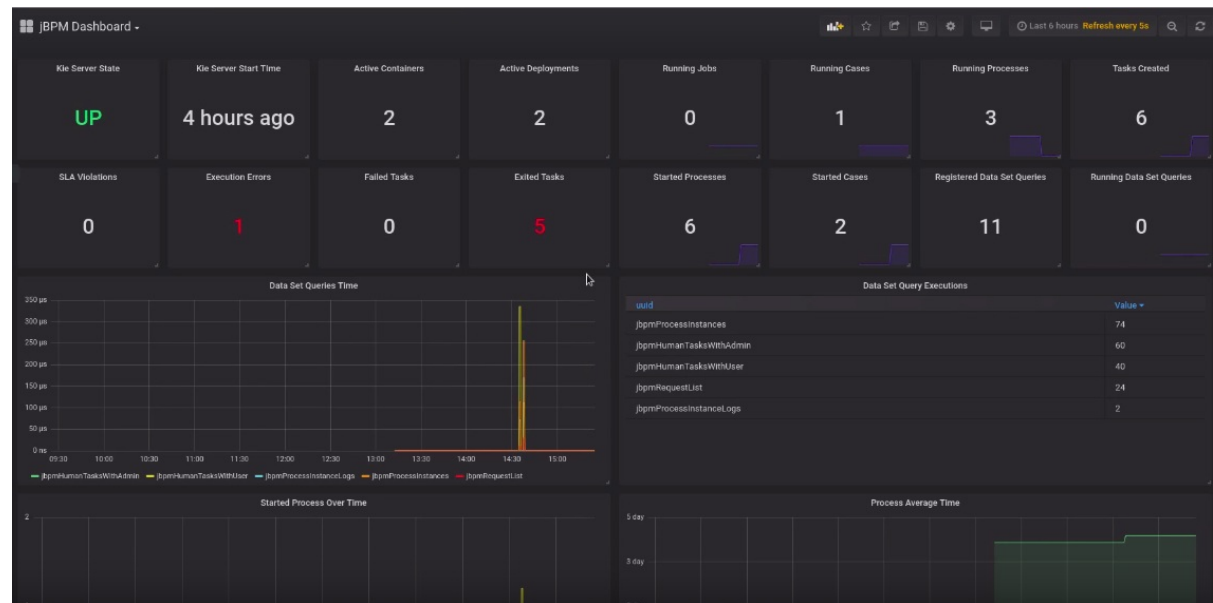 jBPM Dashboard
Last 6 hours Refresh every 5s
Kie Server State
UP
Kie Server Start Time
4 hours ago
Active Containers
2
Active Deployments
2
Running Jobs
0
Running Cases
1
Running Processes
3
Tasks Created
6
SLA Violations
0
Execution Errors
1
Failed Tasks
0
Exited Tasks
5
Started Processes
6
Started Cases
2
Registered Data Set Queries
11
Running Data Set Queries
0
Data Set Queries Time
350 µs
300 µs
250 µs
200 µs
150 µs
100 µs
50 µs
0 ns
09:30 10:00 10:30 11:00 11:30 12:00 12:30 13:00 13:30 14:00 14:30 15:00
jbpmHumanTasksWithAdmin jbpmHumanTasksWithUser jbpmProcessInstanceLogs jbpmProcessInstances jbpmRequestList
Data Set Query Executions
uuid Value
jbpmProcessInstances 74
jbpmHumanTasksWithAdmin 60
jbpmHumanTasksWithUser 40
jbpmRequestList 24
jbpmProcessInstanceLogs 2
Started Process Over Time
2
Process Average Time
5 day
3 day